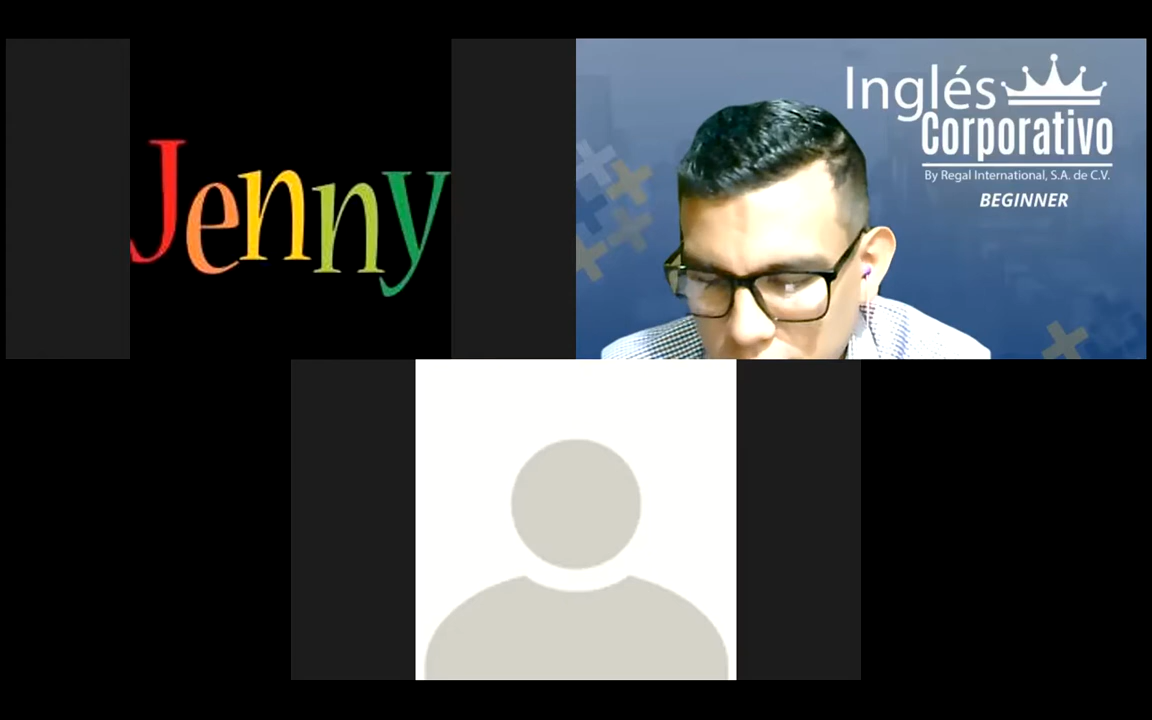 Jenny
Inglés
Corporativo
By Regal International, S.A. de C.V.
BEGINNER